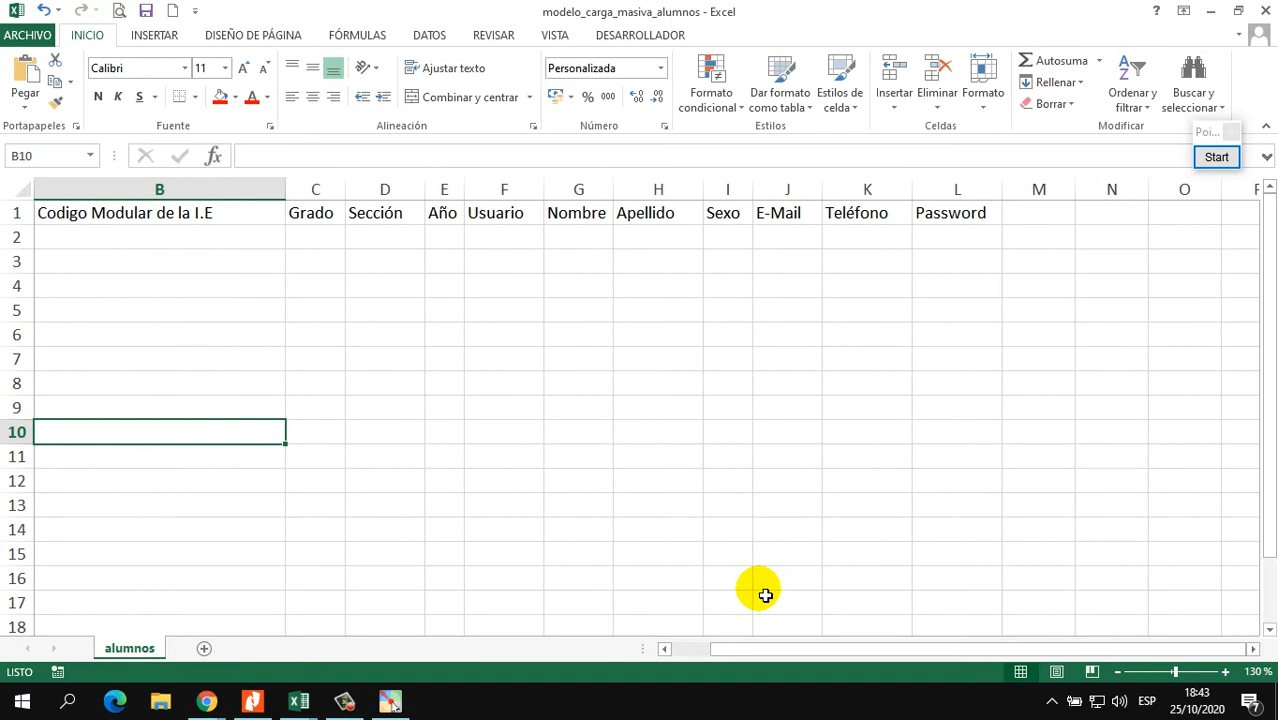 modelo_carga_masiva_alumnos - Excel
ARCHIVO INICIO INSERTAR DISEÑO DE PÁGINA FÓRMULAS DATOS REVISAR VISTA DESARROLLADOR
Pegar
Calibri 11
N K S
Ajustar texto
Combinar y centrar
Personalizada
% 000
Formato condicional
Dar formato como tabla
Estilos de celda
Insertar Eliminar Formato
Autosuma
Rellenar
Borrar
Ordenar y filtrar
Buscar y seleccionar
Portapapeles Fuente Alineación Número Estilos Celdas Modificar
Poi...
Start
B10 fx
B C D E F G H I J K L M N O
1 Codigo Modular de la I.E Grado Sección Año Usuario Nombre Apellido Sexo E-Mail Teléfono Password
2
3
4
5
6
7
8
9
10
11
12
13
14
15
16
17
18
alumnos
LISTO 130 %
ESP
18:43
25/10/2020
7